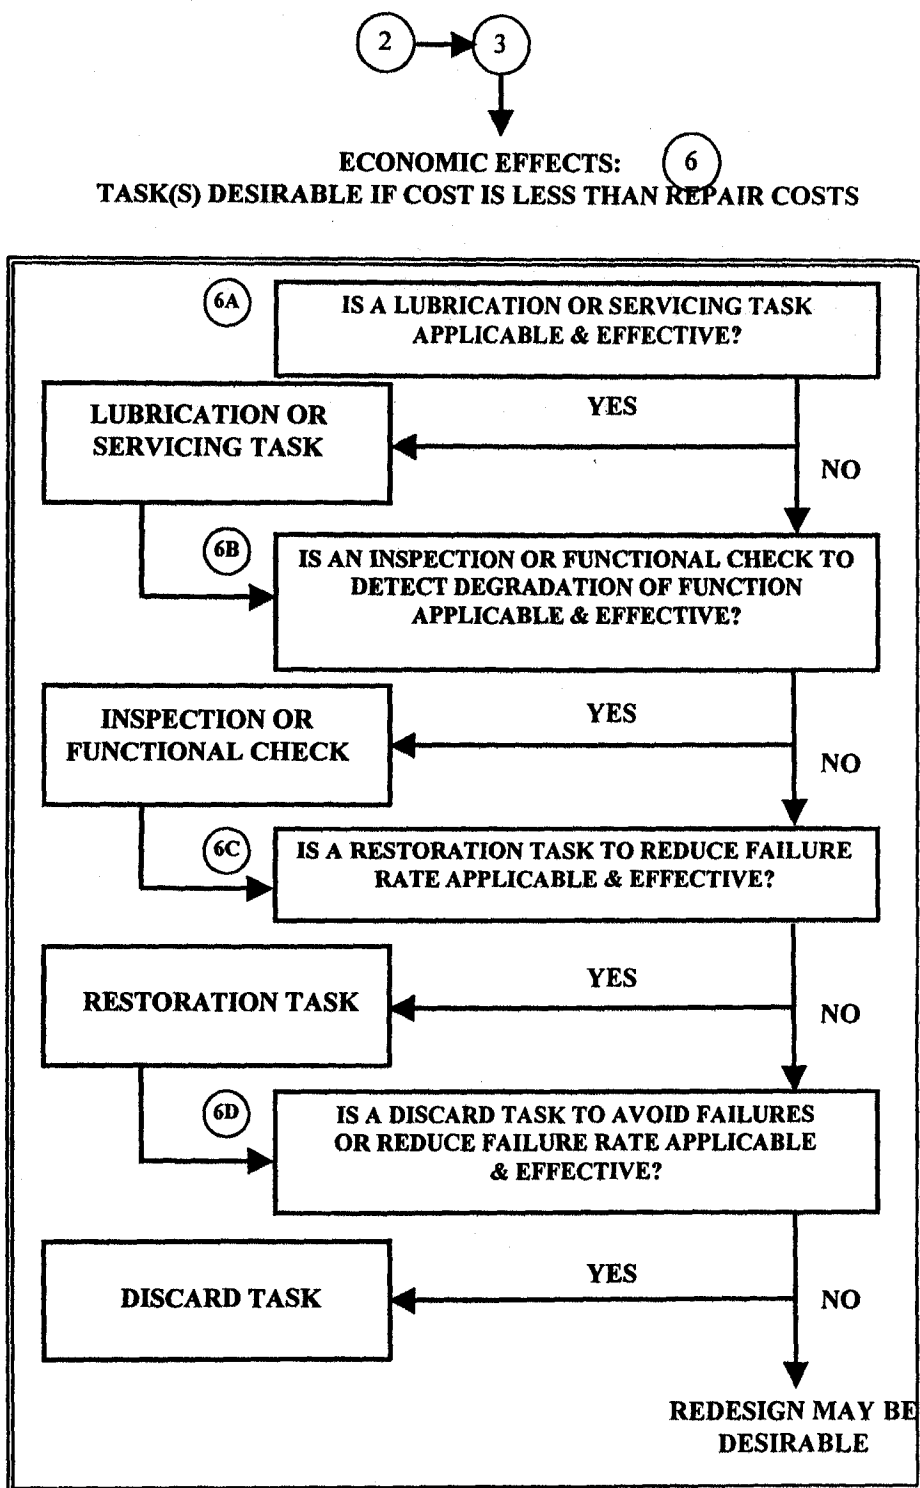 2
3
ECONOMIC EFFECTS:
6
TASK(S) DESIRABLE IF COST IS LESS THAN REPAIR COSTS
6A
IS A LUBRICATION OR SERVICING TASK
APPLICABLE & EFFECTIVE?
LUBRICATION OR
SERVICING TASK
YES
NO
6B
IS AN INSPECTION OR FUNCTIONAL CHECK TO
DETECT DEGRADATION OF FUNCTION
APPLICABLE & EFFECTIVE?
INSPECTION OR
FUNCTIONAL CHECK
YES
NO
6C
IS A RESTORATION TASK TO REDUCE FAILURE
RATE APPLICABLE & EFFECTIVE?
RESTORATION TASK
YES
NO
6D
IS A DISCARD TASK TO AVOID FAILURES
OR REDUCE FAILURE RATE APPLICABLE
& EFFECTIVE?
DISCARD TASK
YES
NO
REDESIGN MAY BE
DESIRABLE